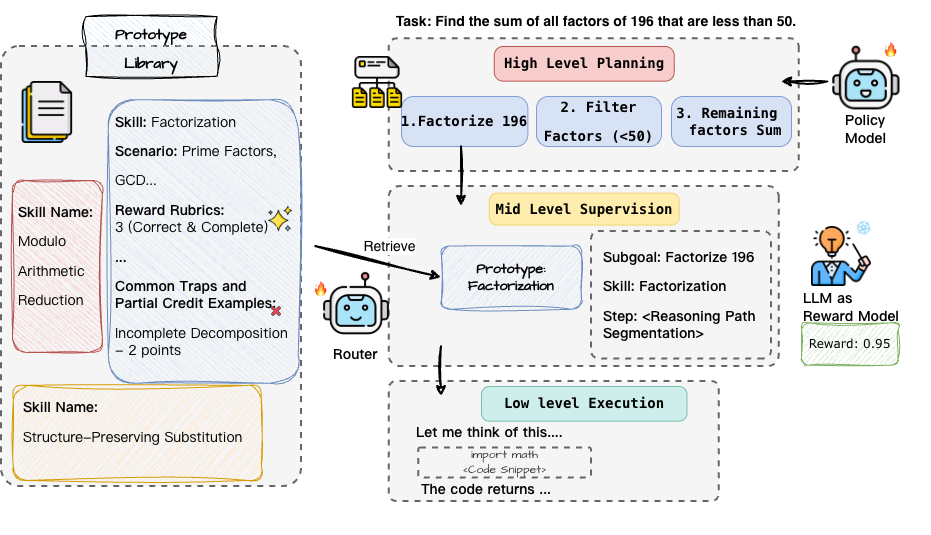 Task: Find the sum of all factors of 196 that are less than 50.
Prototype
Library
Skill: Factorization
Scenario: Prime Factors,
GCD...
Reward Rubrics:
3 (Correct & Complete)
...
Common Traps and
Partial Credit Examples:
Incomplete Decomposition
– 2 points
Skill Name:
Modulo
Arithmetic
Reduction
Skill Name:
Structure–Preserving Substitution
High Level Planning
1.Factorize 196
2. Filter
Factors (<50)
3. Remaining
factors Sum
Policy
Model
Retrieve
Router
Mid Level Supervision
Prototype:
Factorization
Subgoal: Factorize 196
Skill: Factorization
Step: <Reasoning Path
Segmentation>
LLM as
Reward Model
Reward: 0.95
Low level Execution
Let me think of this....
import math
<Code Snippet>
The code returns ...